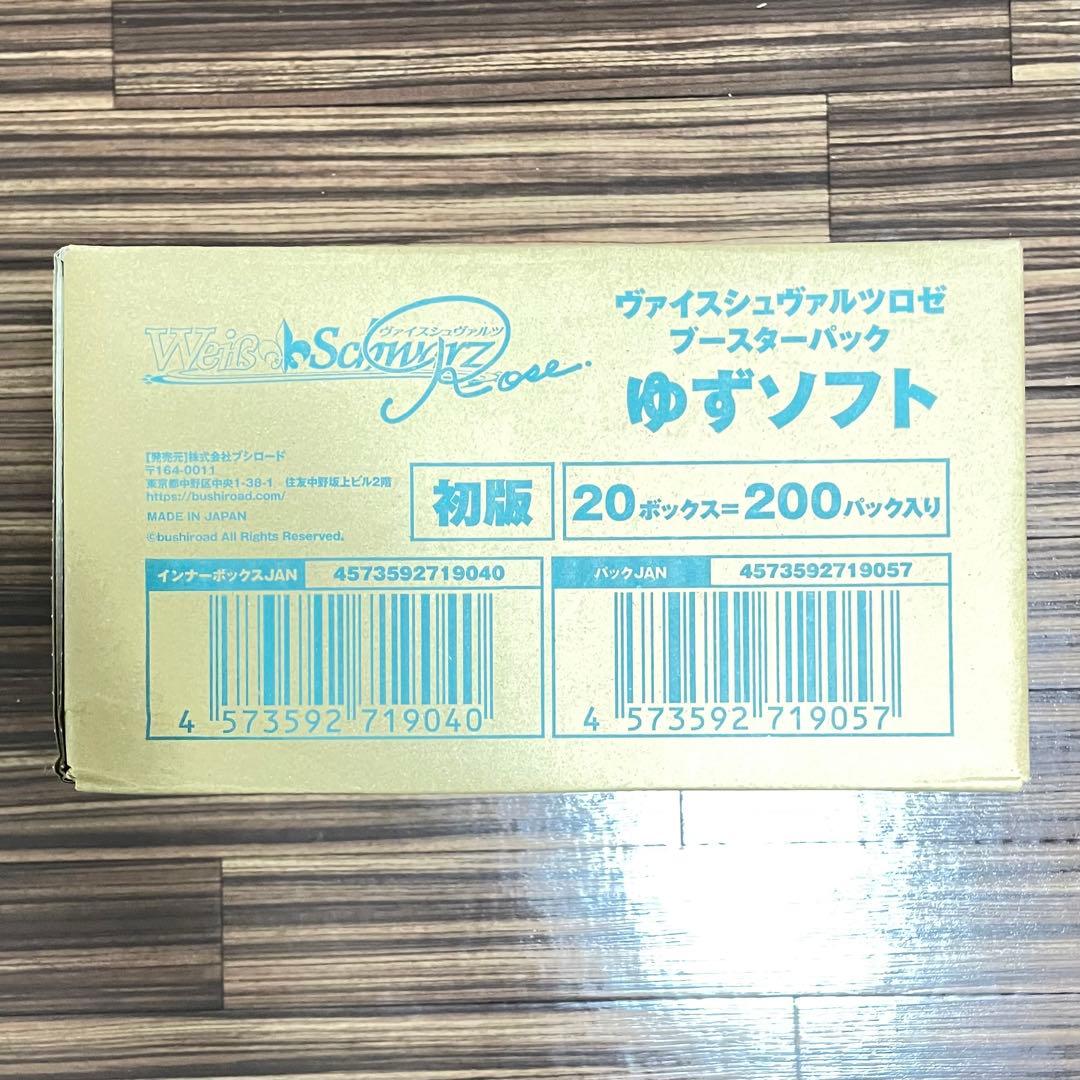 Weiß Schwarz
ヴァイスシュヴァルツ
Rose.
ヴァイスシュヴァルツロゼ
ブースターパック
ゆずソフト
[発売元]株式会社ブシロード
〒164-0011
東京都中野区中央1-38-1 住友中野坂上ビル2階
https://bushiroad.com/
MADE IN JAPAN
©bushiroad All Rights Reserved.
初版
20ボックス=200パック入り
インナーボックスJAN 4573592719040
4 573592 719040
パックJAN 4573592719057
4 573592 719057